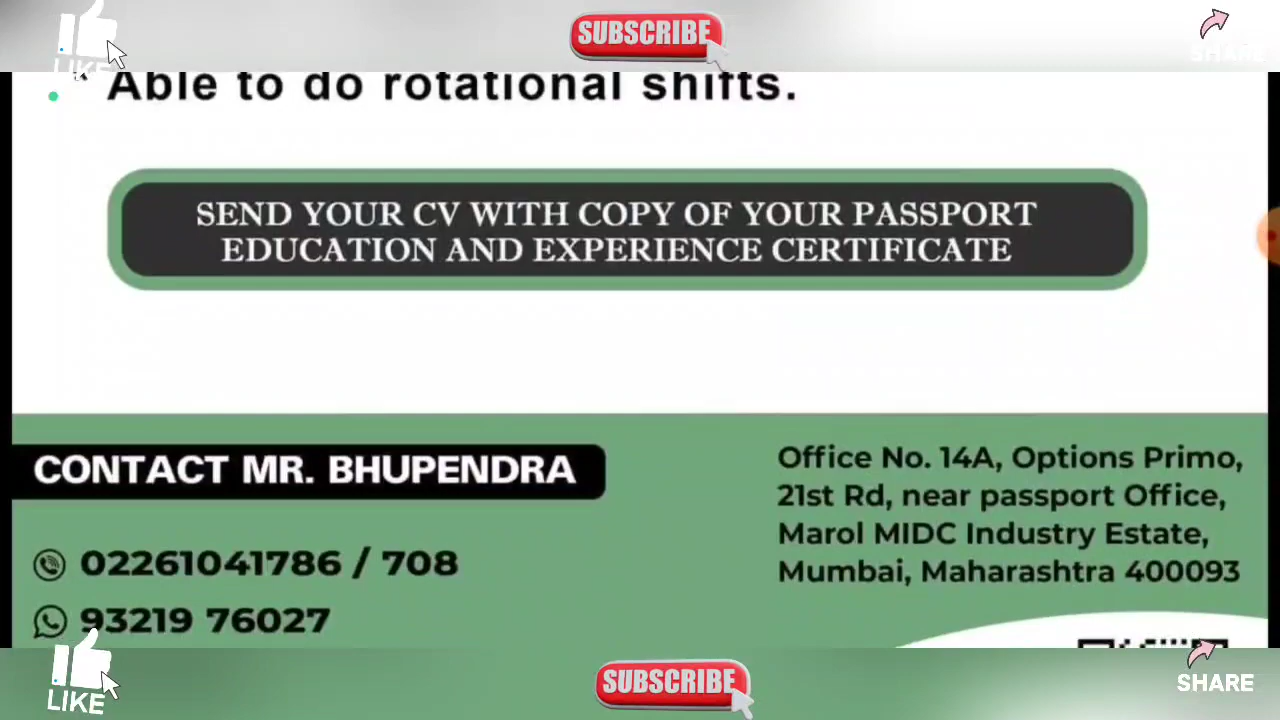 SUBSCRIBE
LIKE
SHARE
Able to do rotational shifts.
SEND YOUR CV WITH COPY OF YOUR PASSPORT
EDUCATION AND EXPERIENCE CERTIFICATE
CONTACT MR. BHUPENDRA
02261041786 / 708
93219 76027
Office No. 14A, Options Primo,
21st Rd, near passport Office,
Marol MIDC Industry Estate,
Mumbai, Maharashtra 400093
LIKE
SUBSCRIBE
SHARE